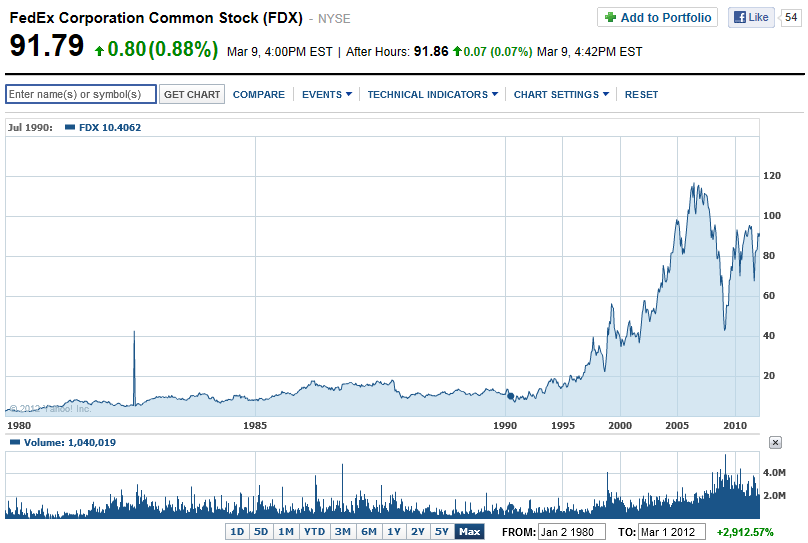 FedEx Corporation Common Stock (FDX) - NYSE
Add to Portfolio
Like 54
91.79 0.80(0.88%) Mar 9, 4:00PM EST | After Hours: 91.86 0.07 (0.07%) Mar 9, 4:42PM EST
Enter name(s) or symbol(s) GET CHART COMPARE EVENTS TECHNICAL INDICATORS CHART SETTINGS RESET
Jul 1990: FDX 10.4062
120
100
80
60
40
20
© 2012 Yahoo! Inc.
1980 1985 1990 1995 2000 2005 2010
Volume: 1,040,019
4.0M
2.0M
1D 5D 1M YTD 3M 6M 1Y 2Y 5Y Max FROM: Jan 2 1980 TO: Mar 1 2012 +2,912.57%